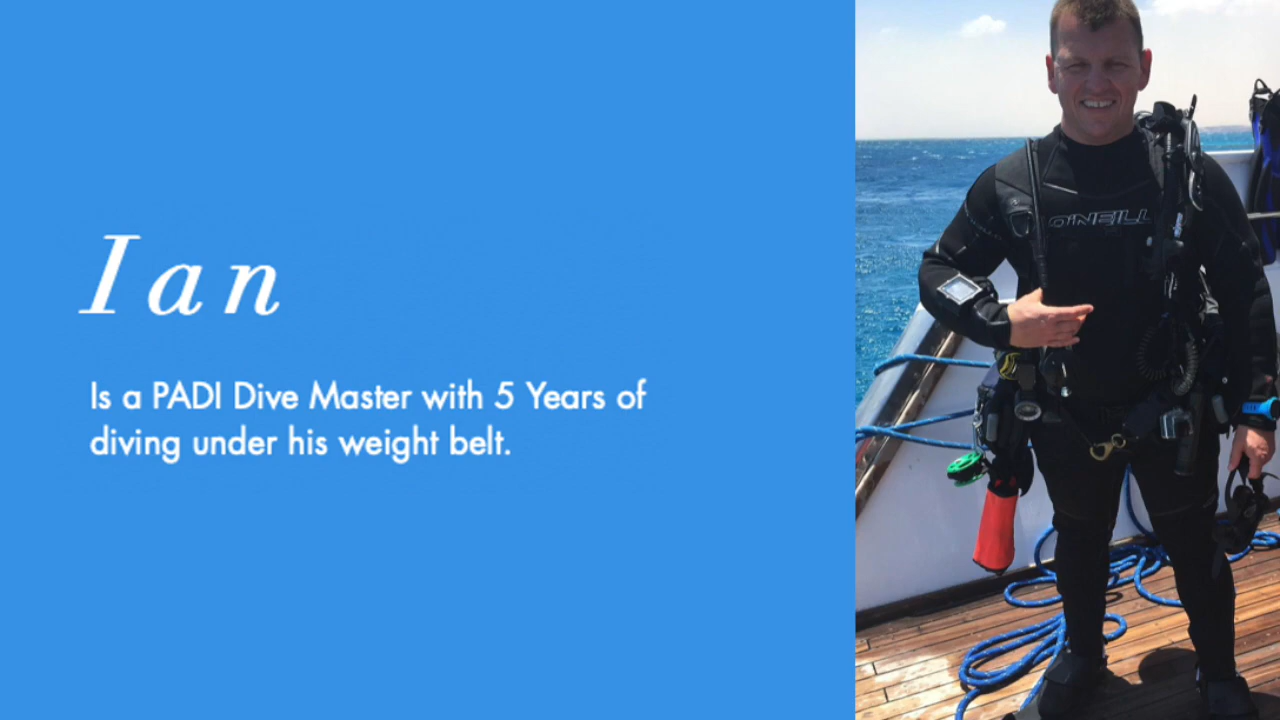 Ian
Is a PADI Dive Master with 5 Years of
diving under his weight belt.
O'NEILL